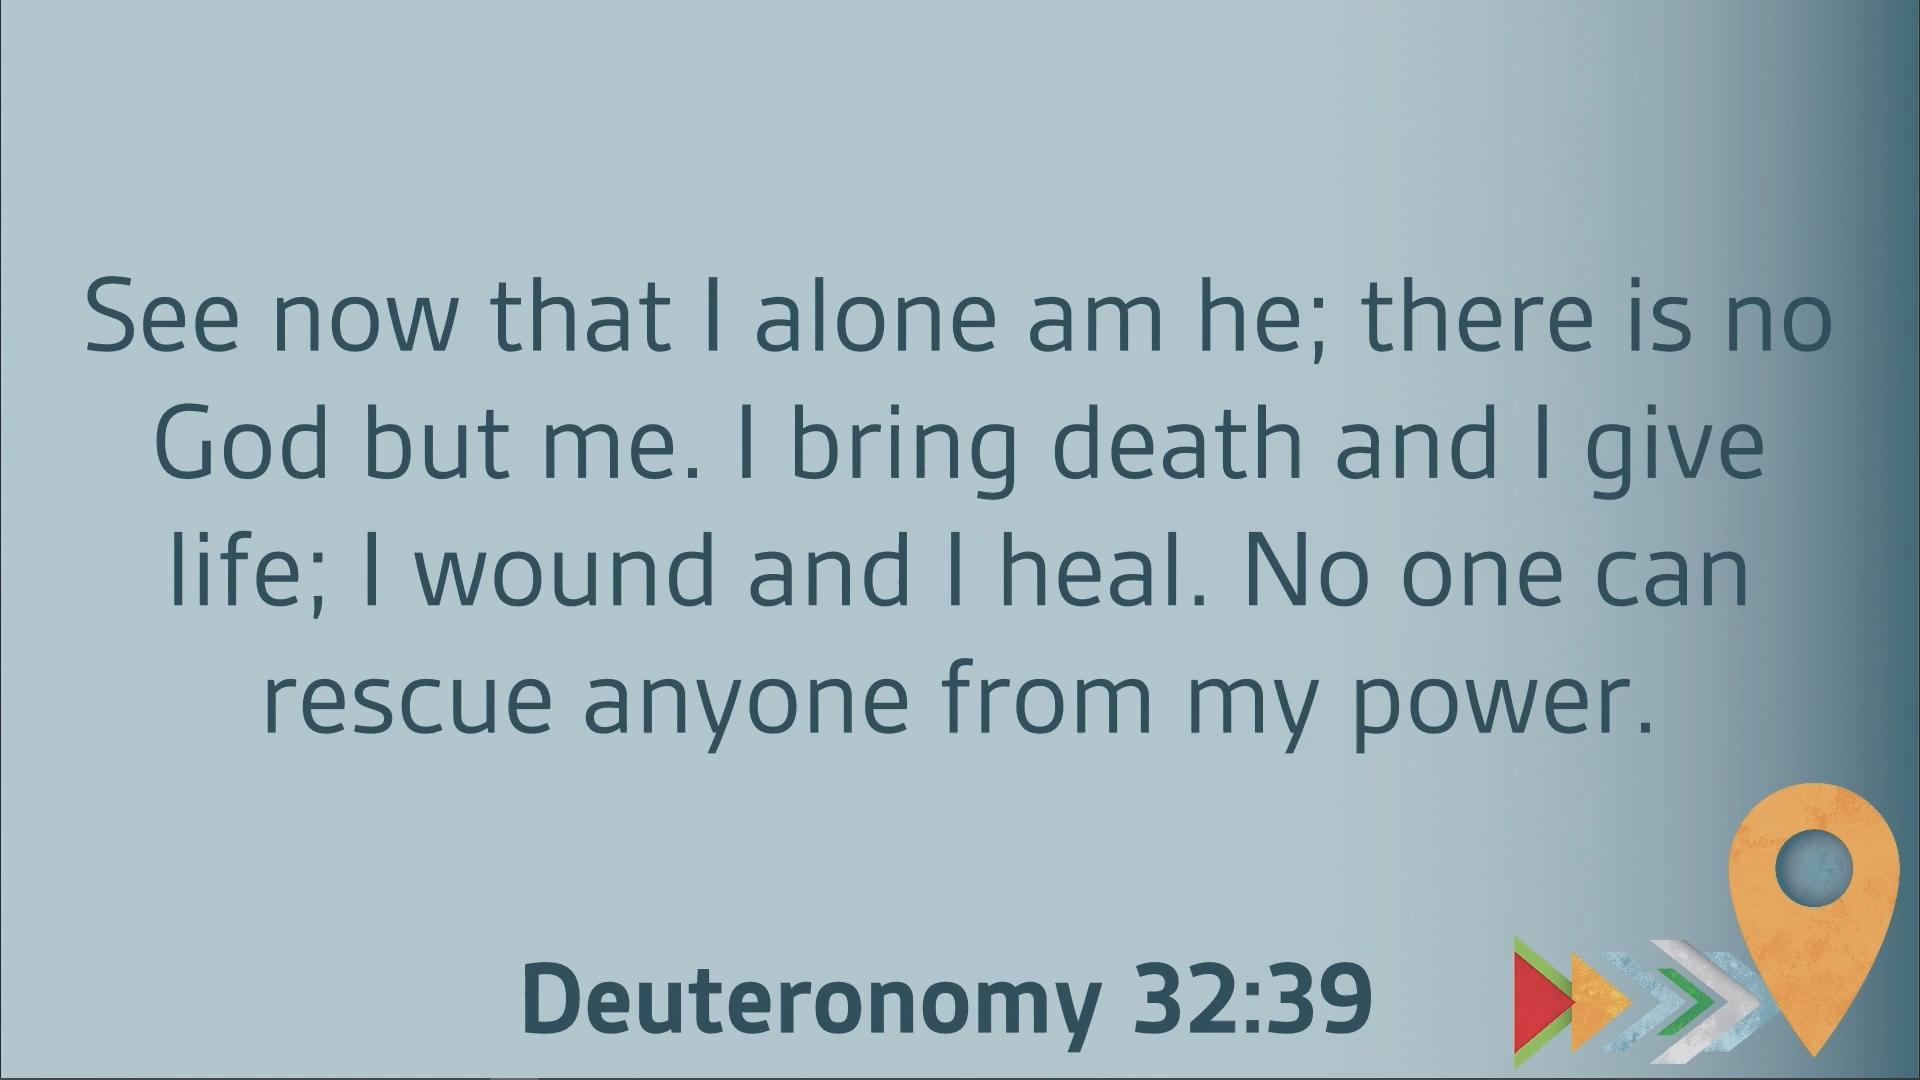 See now that I alone am he; there is no
God but me. I bring death and I give
life; I wound and I heal. No one can
rescue anyone from my power.
Deuteronomy 32:39